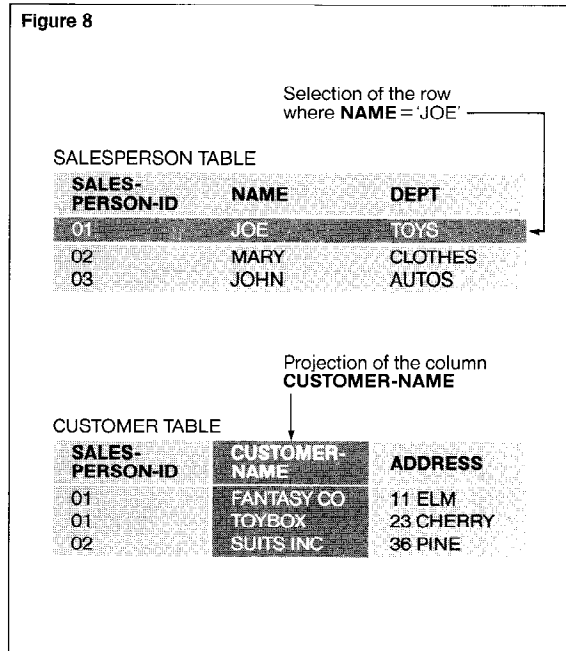 Figure 8
Selection of the row
where NAME = 'JOE'
SALESPERSON TABLE
SALES-
PERSON-ID NAME DEPT
01 JOE TOYS
02 MARY CLOTHES
03 JOHN AUTOS
Projection of the column
CUSTOMER-NAME
CUSTOMER TABLE
SALES-
PERSON-ID CUSTOMER-
NAME ADDRESS
01 FANTASY CO 11 ELM
01 TOYBOX 23 CHERRY
02 SUITS INC 36 PINE